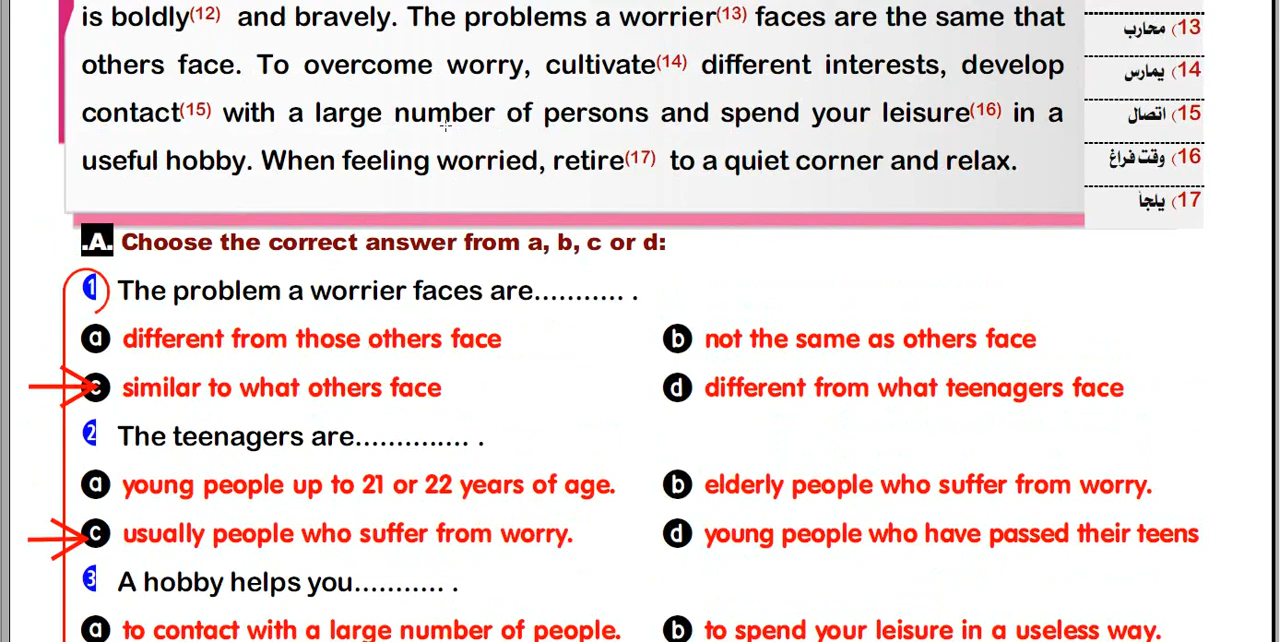 is boldly(12) and bravely. The problems a worrier(13) faces are the same that
others face. To overcome worry, cultivate(14) different interests, develop
contact(15) with a large number of persons and spend your leisure(16) in a
useful hobby. When feeling worried, retire(17) to a quiet corner and relax.
13) محارب
14) يمارس
15) اتصال
16) وقت فراغ
17) يلجأ
.A. Choose the correct answer from a, b, c or d:
1 The problem a worrier faces are........... .
a different from those others face b not the same as others face
c similar to what others face d different from what teenagers face
2 The teenagers are.............. .
a young people up to 21 or 22 years of age. b elderly people who suffer from worry.
c usually people who suffer from worry. d young people who have passed their teens
3 A hobby helps you........... .
a to contact with a large number of people. b to spend your leisure in a useless way.